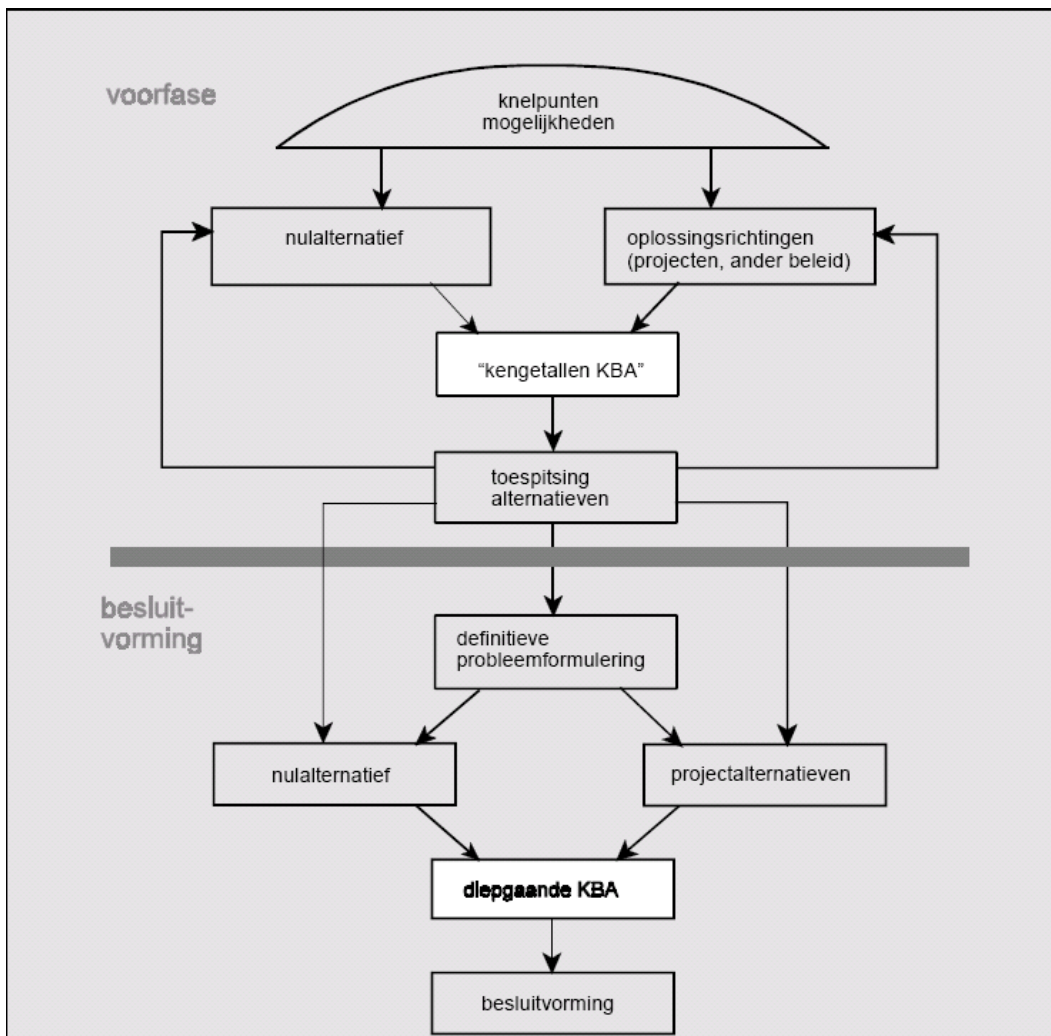 voorfase
knelpunten
mogelijkheden
nulalternatief
oplossingsrichtingen
(projecten, ander beleid)
“kengetallen KBA”
toespitsing
alternatieven
besluit-
vorming
definitieve
probleemformulering
nulalternatief
projectalternatieven
diepgaande KBA
besluitvorming